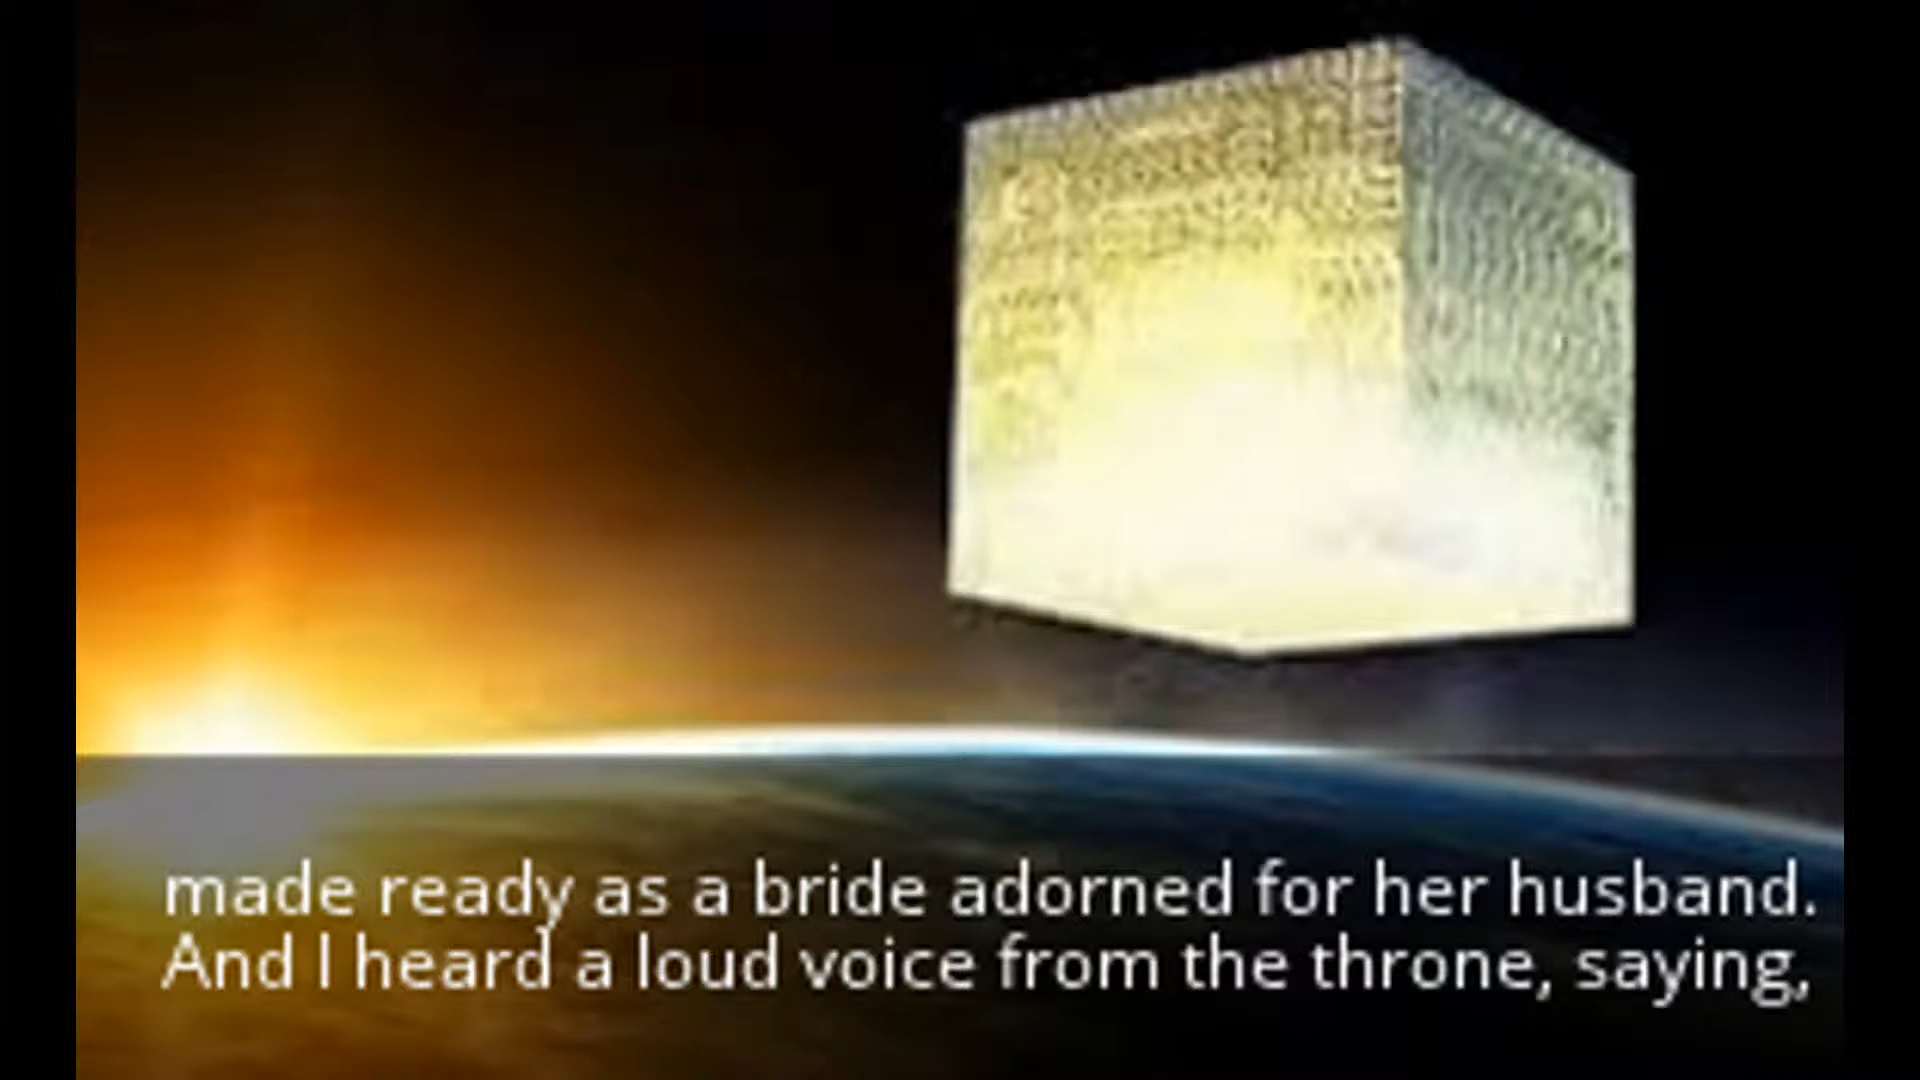 made ready as a bride adorned for her husband.
And I heard a loud voice from the throne, saying,